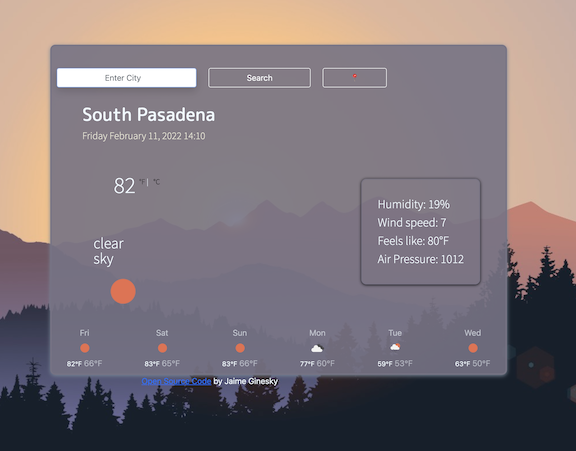 Enter City
Search
South Pasadena
Friday February 11, 2022 14:10
82 °F | °C
Humidity: 19%
Wind speed: 7
Feels like: 80°F
Air Pressure: 1012
clear
sky
Fri Sat Sun Mon Tue Wed
82°F 66°F 83°F 65°F 83°F 66°F 77°F 60°F 59°F 53°F 63°F 50°F
Code by Jaime Ginesky